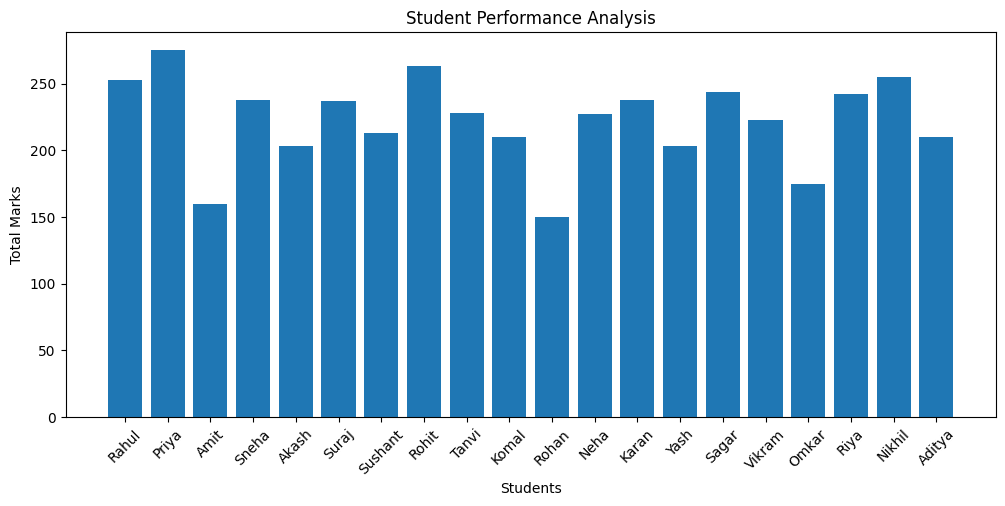 Student Performance Analysis
Total Marks
250
200
150
100
50
0
Rahul
Priya
Amit
Sneha
Akash
Suraj
Sushant
Rohit
Tanvi
Komal
Rohan
Neha
Karan
Yash
Sagar
Vikram
Omkar
Riya
Nikhil
Aditya
Students